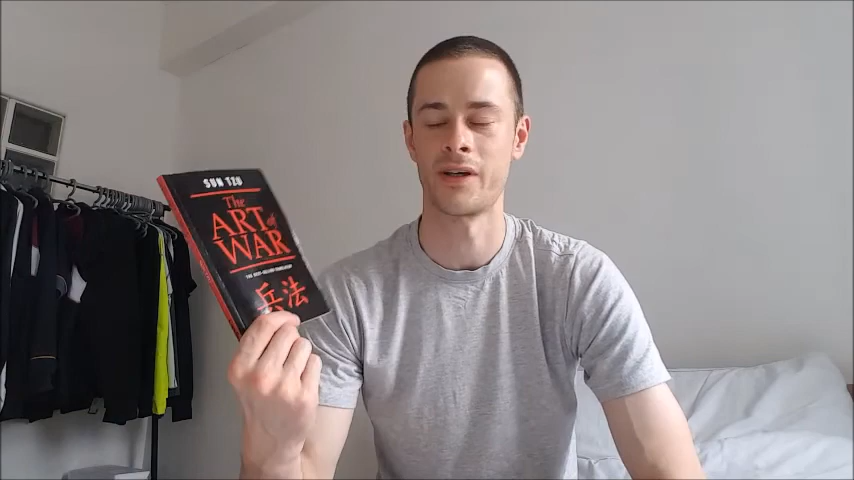 SUN TZU
The
ART of
WAR
兵法